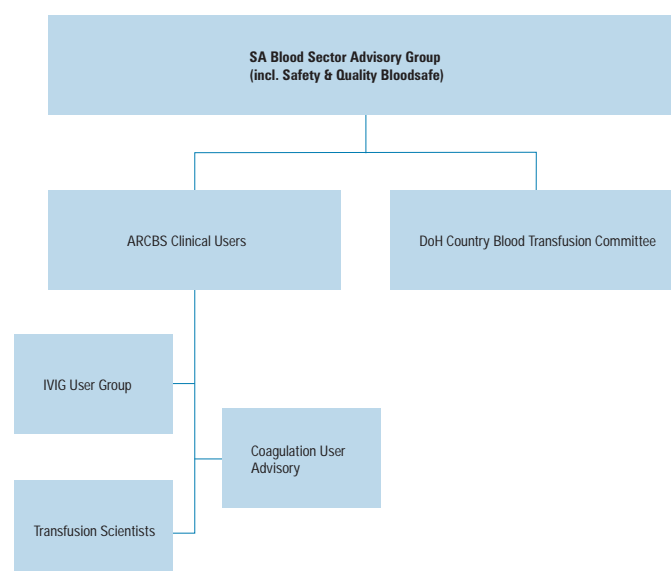 SA Blood Sector Advisory Group
(incl. Safety & Quality Bloodsafe)
ARCBS Clinical Users
DoH Country Blood Transfusion Committee
IVIG User Group
Coagulation User
Advisory
Transfusion Scientists